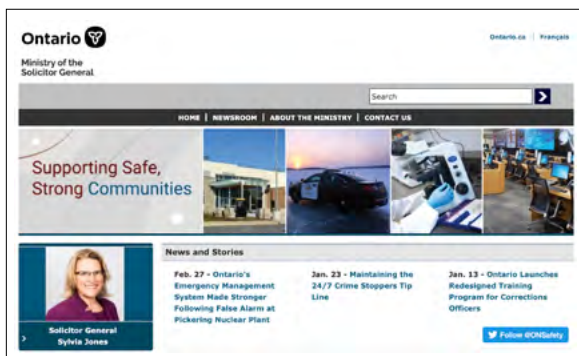 Ontario
Ontario.ca | Français
Ministry of the
Solicitor General
Search
HOME | NEWSROOM | ABOUT THE MINISTRY | CONTACT US
Supporting Safe,
Strong Communities
News and Stories
Feb. 27 - Ontario's
Emergency Management
System Made Stronger
Following False Alarm at
Pickering Nuclear Plant
Jan. 23 - Maintaining the
24/7 Crime Stoppers Tip
Line
Jan. 13 - Ontario Launches
Redesigned Training
Program for Corrections
Officers
Solicitor General
Sylvia Jones
Follow @ONSafety